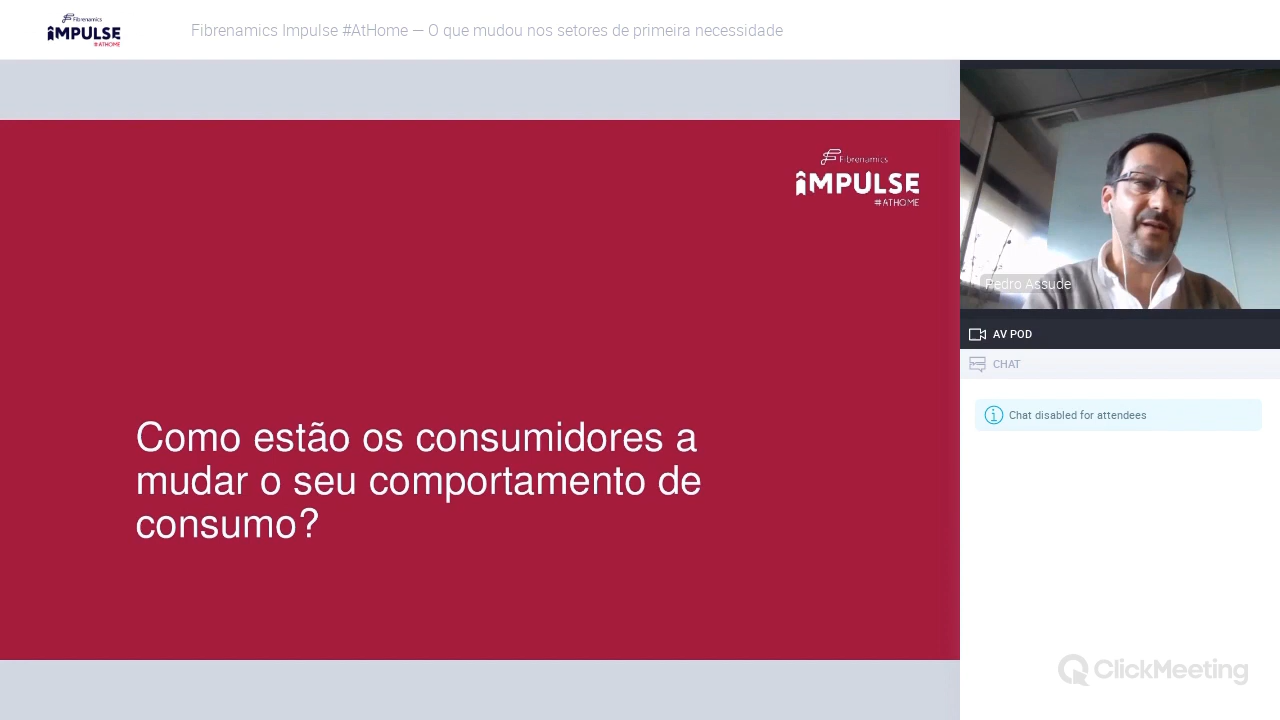 Fibrenamics
IMPULSE
#ATHOME
Fibrenamics Impulse #AtHome — O que mudou nos setores de primeira necessidade
Fibrenamics
IMPULSE
#ATHOME
Como estão os consumidores a
mudar o seu comportamento de
consumo?
Pedro Assude
AV POD
CHAT
Chat disabled for attendees
ClickMeeting